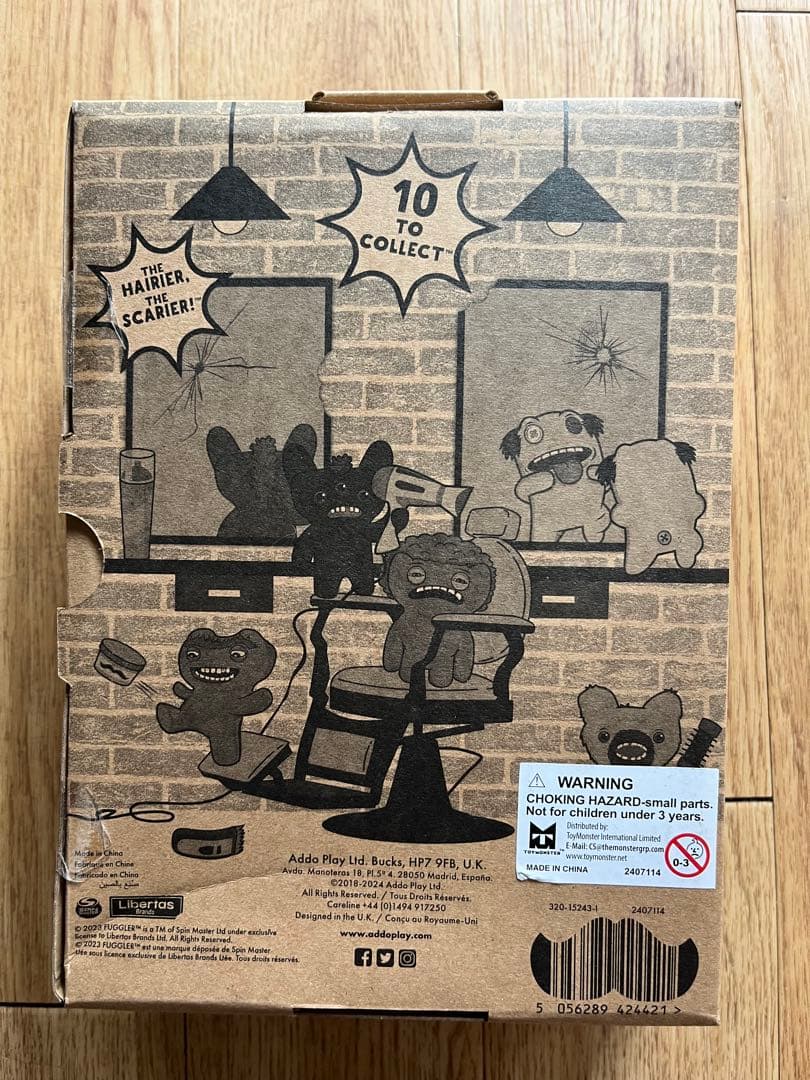 10
TO
COLLECT™
THE
HAIRIER,
THE
SCARIER!™
Made in China
Fabriqué en Chine
Fabricado en China
صنع بالصين
Libertas
Brands
© 2023 FUGGLER™ is a TM of Spin Master Ltd under exclusive
license to Libertas Brands Ltd. All Rights Reserved.
© 2023 FUGGLER™ est une marque déposée de Spin Master
Ltée sous licence exclusive de Libertas Brands Ltée. Tous droits réservés.
Addo Play Ltd. Bucks, HP7 9FB, U.K.
Avda. Manoteras 18, Pl.5ª 4. 28050 Madrid, España.
©2018-2024 Addo Play Ltd.
All Rights Reserved. / Tous Droits Réservés.
Careline +44 (0)1494 917250
Designed in the U.K. / Conçu au Royaume-Uni
www.addoplay.com
⚠ WARNING
CHOKING HAZARD-small parts.
Not for children under 3 years.
Distributed by:
ToyMonster International Limited
E-Mail: CS@themonstergrp.com
www.toymonster.net
TOYMONSTER™
MADE IN CHINA
2407114
0-3
320-15243-1 2407114
5 056289 424421 >